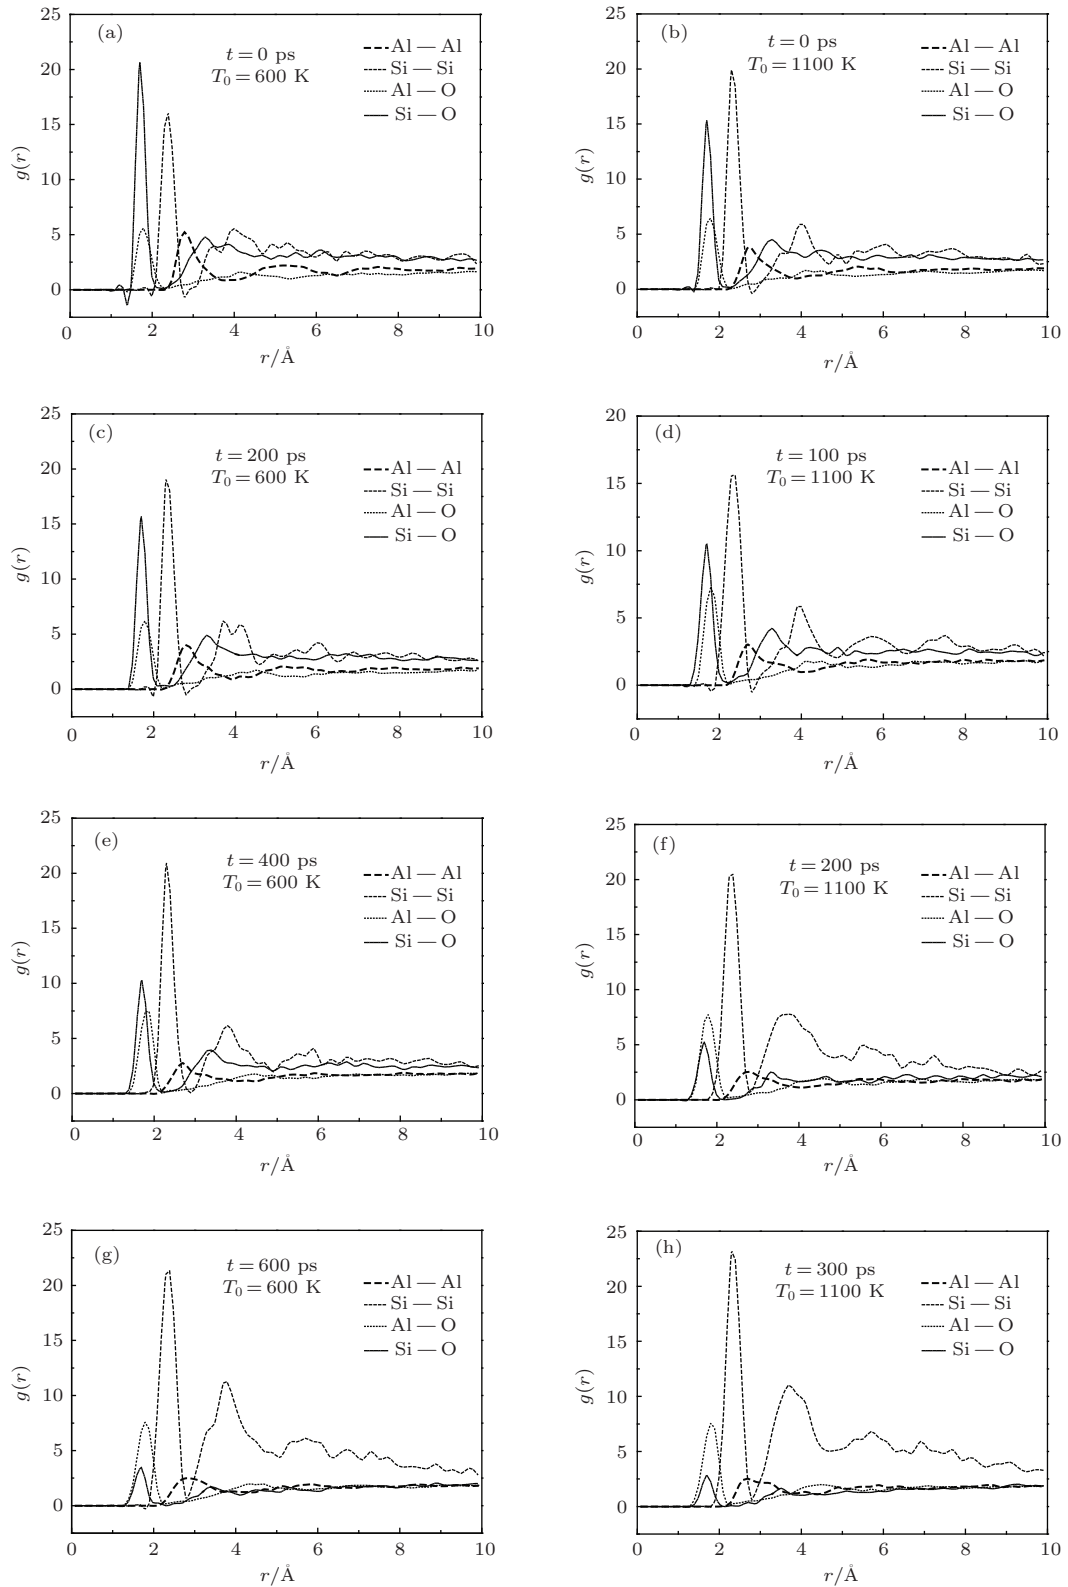 (a)
t = 0 ps
T₀ = 600 K
Al — Al
Si — Si
Al — O
Si — O
25
20
15
10
5
0
g(r)
0 2 4 6 8 10
r/Å
(b)
t = 0 ps
T₀ = 1100 K
Al — Al
Si — Si
Al — O
Si — O
25
20
15
10
5
0
g(r)
0 2 4 6 8 10
r/Å
(c)
t = 200 ps
T₀ = 600 K
Al — Al
Si — Si
Al — O
Si — O
25
20
15
10
5
0
g(r)
0 2 4 6 8 10
r/Å
(d)
t = 100 ps
T₀ = 1100 K
Al — Al
Si — Si
Al — O
Si — O
20
15
10
5
0
g(r)
0 2 4 6 8 10
r/Å
(e)
t = 400 ps
T₀ = 600 K
Al — Al
Si — Si
Al — O
Si — O
25
20
15
10
5
0
g(r)
0 2 4 6 8 10
r/Å
(f)
t = 200 ps
T₀ = 1100 K
Al — Al
Si — Si
Al — O
Si — O
25
20
15
10
5
0
g(r)
0 2 4 6 8 10
r/Å
(g)
t = 600 ps
T₀ = 600 K
Al — Al
Si — Si
Al — O
Si — O
25
20
15
10
5
0
g(r)
0 2 4 6 8 10
r/Å
(h)
t = 300 ps
T₀ = 1100 K
Al — Al
Si — Si
Al — O
Si — O
25
20
15
10
5
0
g(r)
0 2 4 6 8 10
r/Å